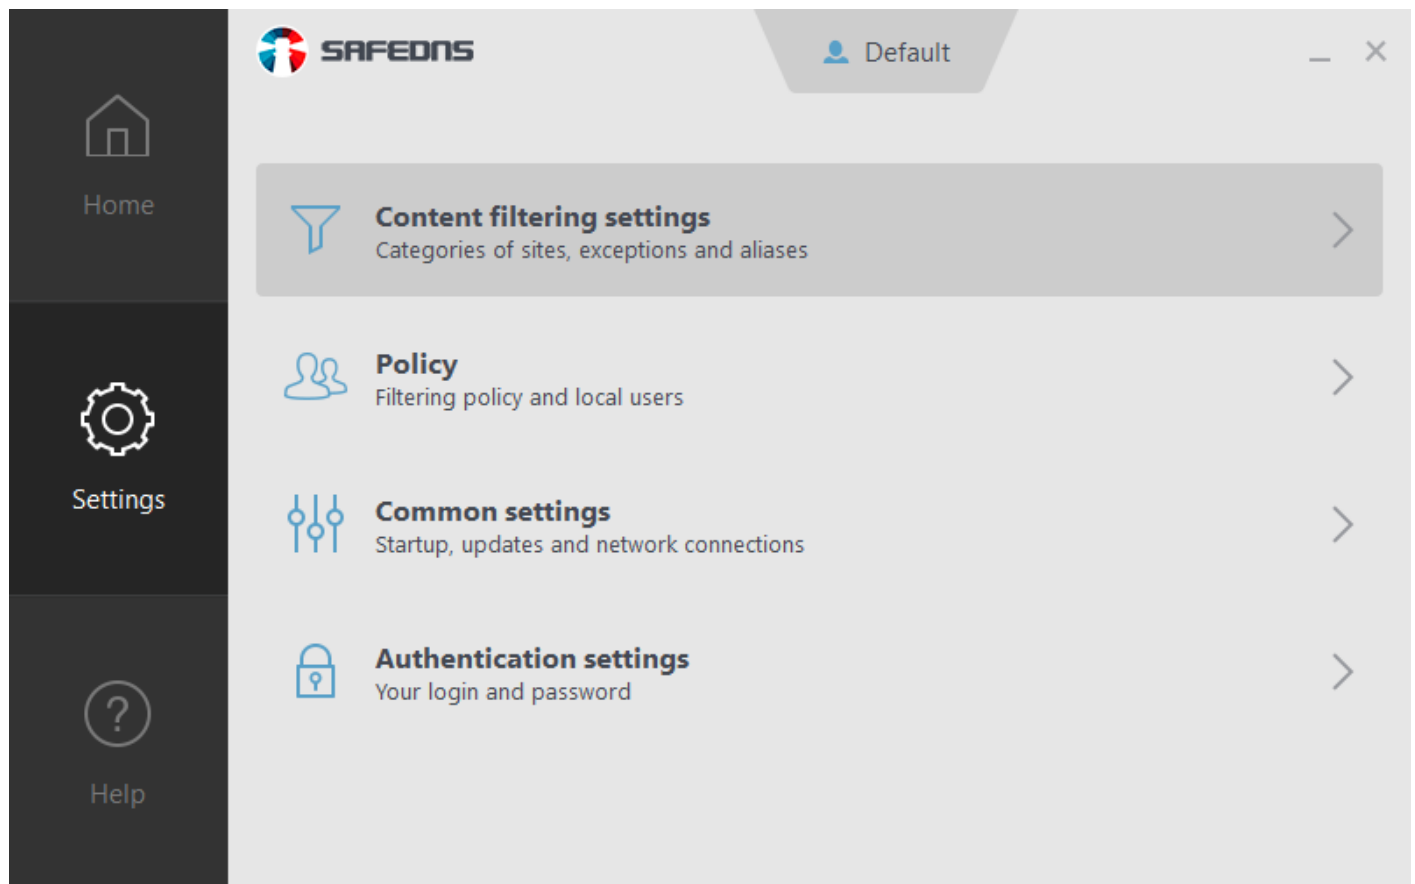 SAFEDNS
Default
Home
Content filtering settings
Categories of sites, exceptions and aliases
Policy
Filtering policy and local users
Settings
Common settings
Startup, updates and network connections
Authentication settings
Your login and password
?
Help